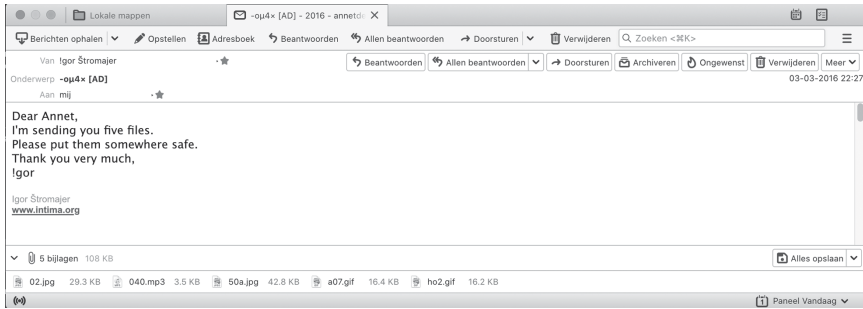 Lokale mappen
-oμ4× [AD] - 2016 - annetd
Berichten ophalen Opstellen Adresboek Beantwoorden Allen beantwoorden Doorsturen Verwijderen Zoeken <⌘K>
Van !gor Štromajer Beantwoorden Allen beantwoorden Doorsturen Archiveren Ongewenst Verwijderen Meer
Onderwerp -oμ4× [AD] 03-03-2016 22:27
Aan mij
Dear Annet,
I'm sending you five files.
Please put them somewhere safe.
Thank you very much,
!gor
Igor Štromajer
www.intima.org
5 bijlagen 108 KB Alles opslaan
02.jpg 29.3 KB 040.mp3 3.5 KB 50a.jpg 42.8 KB a07.gif 16.4 KB ho2.gif 16.2 KB
1 Paneel Vandaag